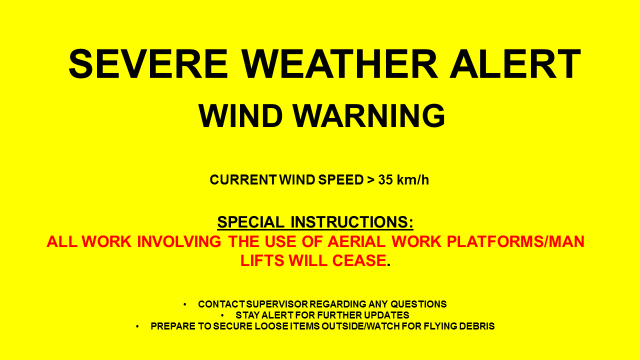 SEVERE WEATHER ALERT
WIND WARNING
CURRENT WIND SPEED > 35 km/h
SPECIAL INSTRUCTIONS:
ALL WORK INVOLVING THE USE OF AERIAL WORK PLATFORMS/MAN
LIFTS WILL CEASE.
• CONTACT SUPERVISOR REGARDING ANY QUESTIONS
• STAY ALERT FOR FURTHER UPDATES
• PREPARE TO SECURE LOOSE ITEMS OUTSIDE/WATCH FOR FLYING DEBRIS